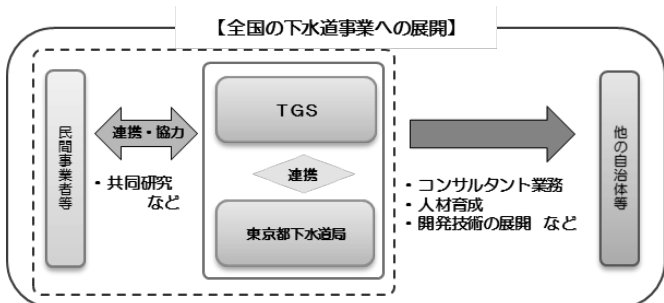 【全国の下水道事業への展開】
民間事業者等
連携・協力
・共同研究
など
TGS
連携
東京都下水道局
・コンサルタント業務
・人材育成
・開発技術の展開 など
他の自治体等